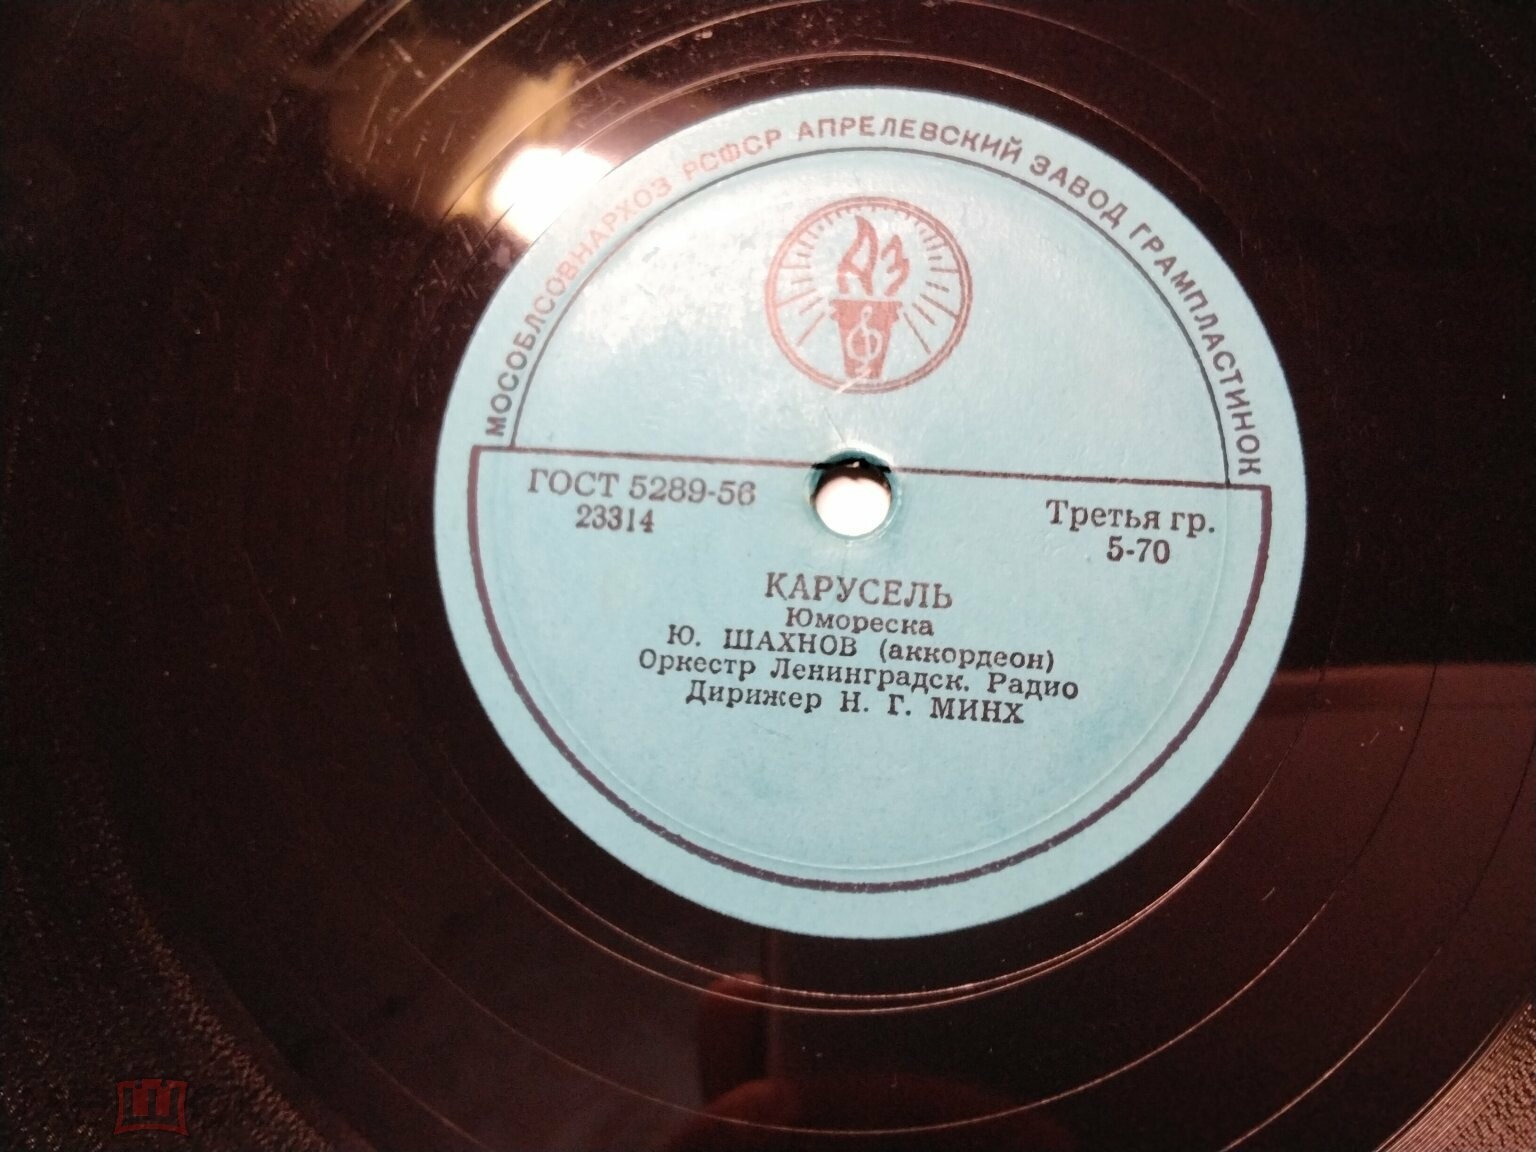 МОСОБЛСОВНАРХОЗ РСФСР АПРЕЛЕВСКИЙ ЗАВОД ГРАМПЛАСТИНОК
АЗ
ГОСТ 5289-56
23314
Третья гр.
5-70
КАРУСЕЛЬ
Юмореска
Ю. ШАХНОВ (аккордеон)
Оркестр Ленинградск. Радио
Дирижер Н. Г. МИНХ